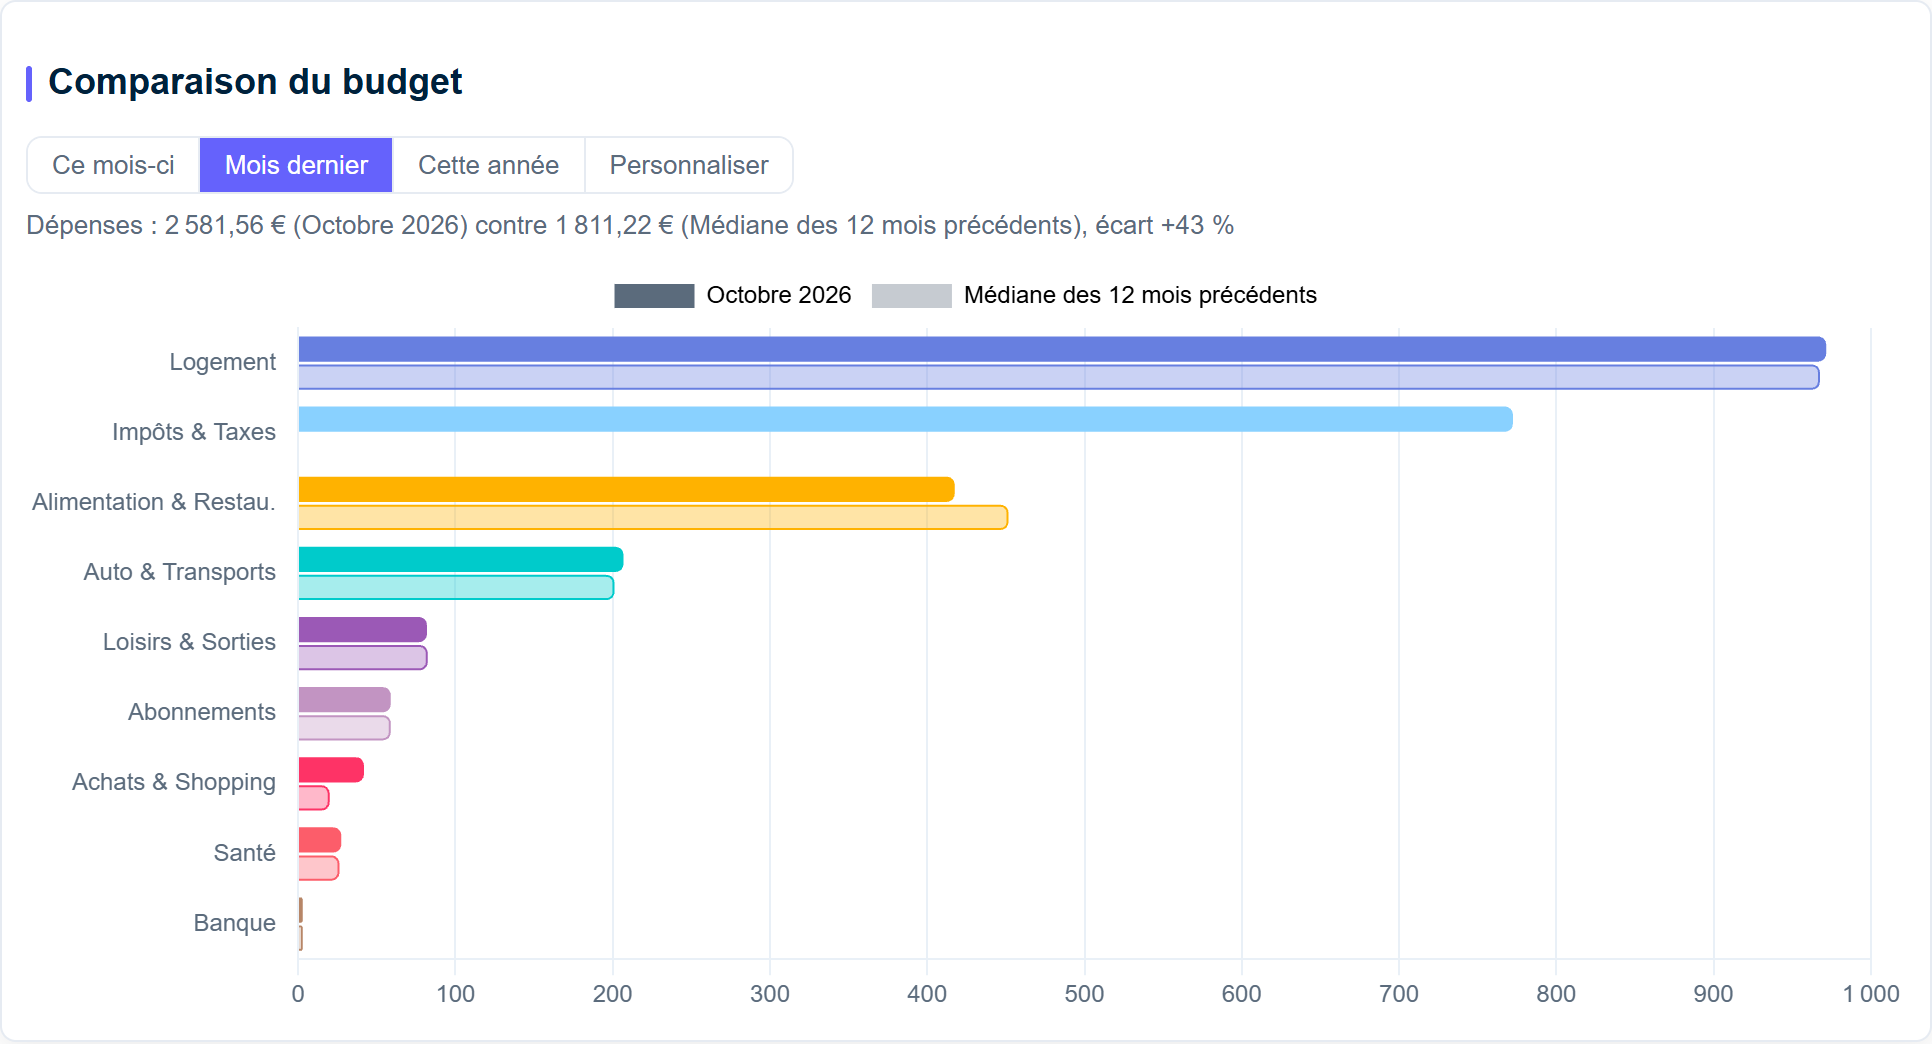 Comparaison du budget
Ce mois-ci Mois dernier Cette année Personnaliser
Dépenses : 2 581,56 € (Octobre 2026) contre 1 811,22 € (Médiane des 12 mois précédents), écart +43 %
Octobre 2026 Médiane des 12 mois précédents
Logement
Impôts & Taxes
Alimentation & Restau.
Auto & Transports
Loisirs & Sorties
Abonnements
Achats & Shopping
Santé
Banque
0 100 200 300 400 500 600 700 800 900 1 000